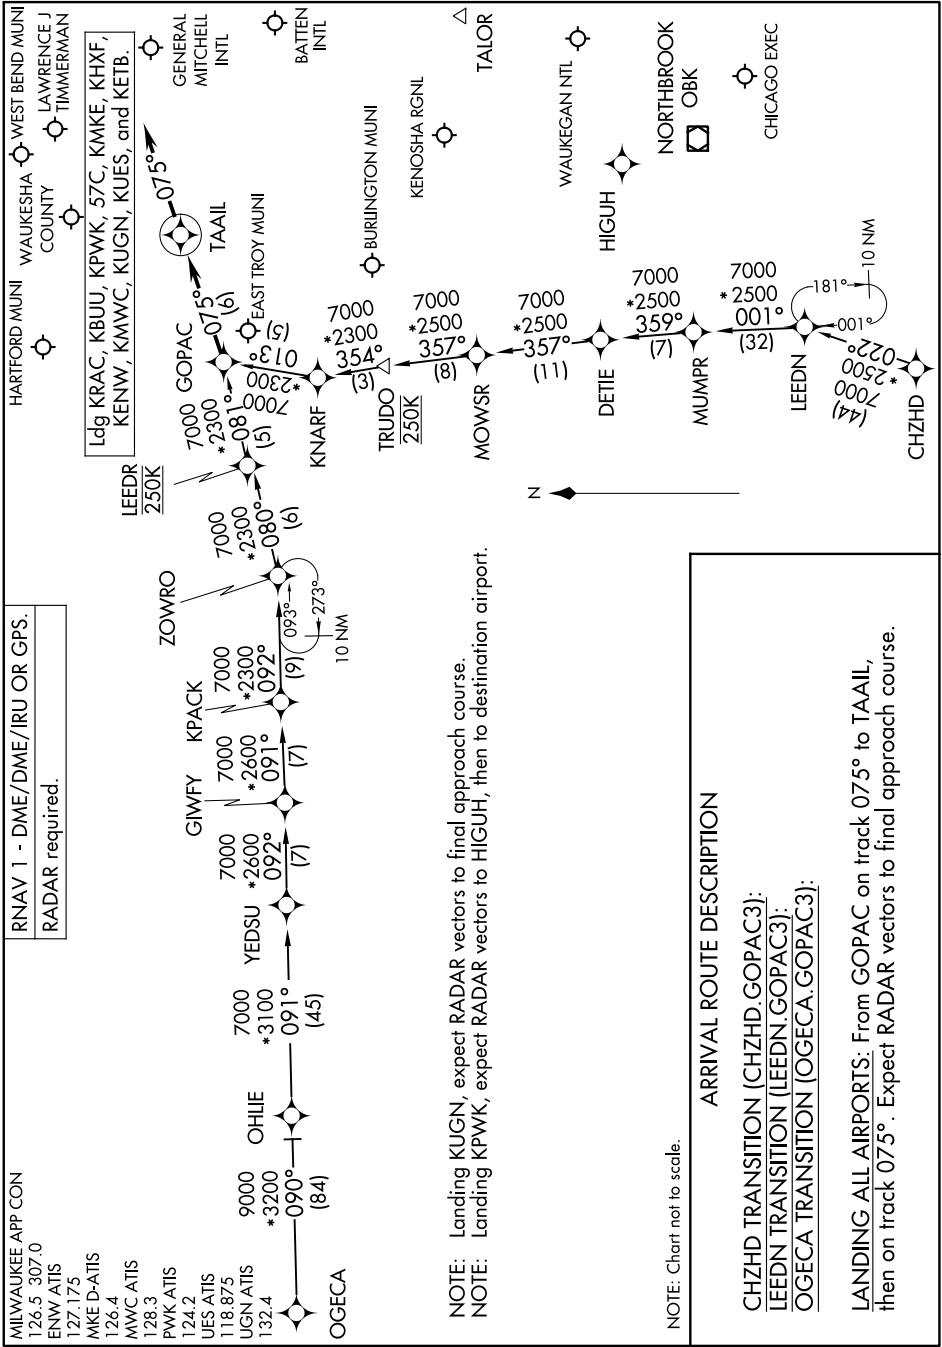 MILWAUKEE APP CON
126.5 307.0
ENW ATIS
127.175
MKE D-ATIS
126.4
MWC ATIS
128.3
PWK ATIS
124.2
UES ATIS
118.875
UGN ATIS
132.4
RNAV 1 - DME/DME/IRU OR GPS.
RADAR required.
HARTFORD MUNI
WAUKESHA
COUNTY
WEST BEND MUNI
LAWRENCE J
TIMMERMAN
Ldg KRAC, KBUU, KPWK, 57C, KMKE, KHXF,
KENW, KMWC, KUGN, KUES, and KETB.
GENERAL
MITCHELL
INTL
BATTEN
INTL
TALOR
OGECA
9000
*3200
090°
(84)
OHLIE
7000
*3100
091°
(45)
YEDSU
7000
*2600
092°
(7)
GIWFY
7000
*2600
091°
(7)
KPACK
7000
*2300
092°
(9)
ZOWRO
093°
273°
10 NM
7000
*2300
080°
(6)
LEEDR
250K
7000
*2300
081°
(5)
GOPAC
075°
(6)
TAAIL
075°
EAST TROY MUNI
7000
*2300
013°
(5)
KNARF
7000
*2300
354°
(3)
TRUDO
250K
BURLINGTON MUNI
KENOSHA RGNL
7000
*2500
357°
(8)
MOWSR
7000
*2500
357°
(11)
DETIE
WAUKEGAN NTL
HIGUH
7000
*2500
359°
(7)
MUMPR
NORTHBROOK
OBK
CHICAGO EXEC
7000
*2500
001°
(32)
LEEDN
181°
001°
10 NM
022°
*2500
7000
(44)
CHZHD
N
NOTE: Landing KUGN, expect RADAR vectors to final approach course.
NOTE: Landing KPWK, expect RADAR vectors to HIGUH, then to destination airport.
NOTE: Chart not to scale.
ARRIVAL ROUTE DESCRIPTION
CHZHD TRANSITION (CHZHD.GOPAC3):
LEEDN TRANSITION (LEEDN.GOPAC3):
OGECA TRANSITION (OGECA.GOPAC3):
LANDING ALL AIRPORTS: From GOPAC on track 075° to TAAIL,
then on track 075°. Expect RADAR vectors to final approach course.